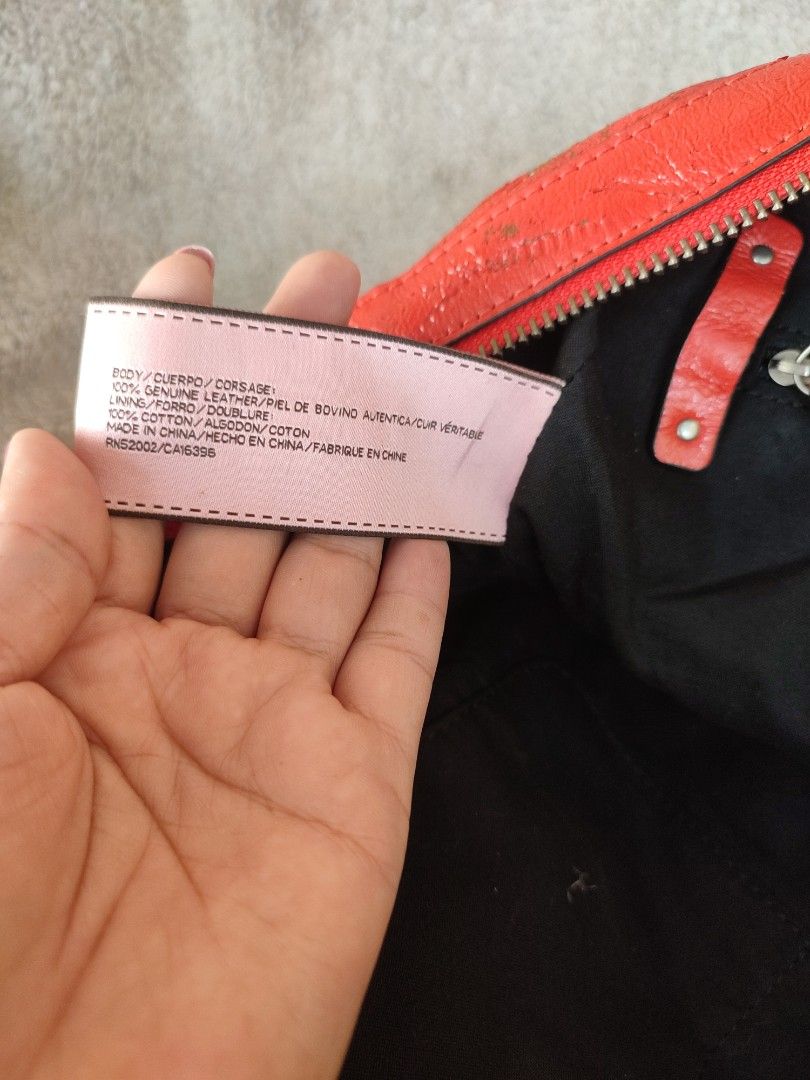 BODY/CUERPO/CORSAGE:
100% GENUINE LEATHER/PIEL DE BOVINO AUTENTICA/CUIR VÉRITABLE
LINING/FORRO/DOUBLURE:
100% COTTON/ALGODON/COTON
MADE IN CHINA/HECHO EN CHINA/FABRIQUE EN CHINE
RN52002/CA16396